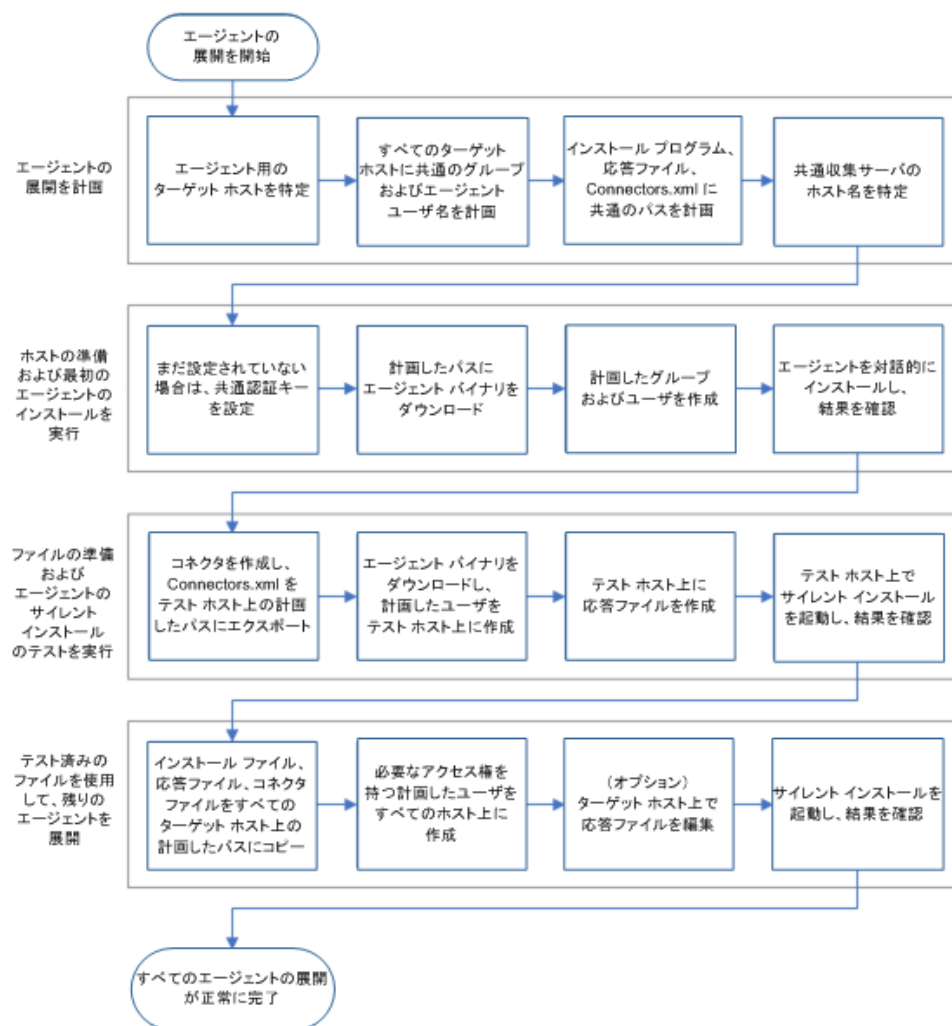 エージェントの
展開を開始
エージェントの
展開を計画
エージェント用の
ターゲット ホストを特定
すべてのターゲット
ホストに共通のグループ
およびエージェント
ユーザ名を計画
インストール プログラム、
応答ファイル、
Connectors.xml に
共通のパスを計画
共通収集サーバの
ホスト名を特定
ホストの準備
および最初の
エージェントの
インストールを
実行
まだ設定されていない
場合は、共通認証キー
を設定
計画したパスに
エージェント バイナリを
ダウンロード
計画したグループ
およびユーザを作成
エージェントを対話的に
インストールし、
結果を確認
ファイルの準備
および
エージェントの
サイレント
インストール
のテストを実行
コネクタを作成し、
Connectors.xml を
テスト ホスト上の計画
したパスにエクスポート
エージェント バイナリを
ダウンロードし、
計画したユーザを
テスト ホスト上に作成
テスト ホスト上に
応答ファイルを作成
テスト ホスト上で
サイレント インストール
を起動し、結果を確認
テスト済みの
ファイルを使用
して、残りの
エージェントを
展開
インストール ファイル、
応答ファイル、コネクタ
ファイルをすべての
ターゲット ホスト上の
計画したパスにコピー
必要なアクセス権を
持つ計画したユーザを
すべてのホスト上に
作成
（オプション）
ターゲット ホスト上で
応答ファイルを編集
サイレント インストールを
起動し、結果を確認
すべてのエージェントの展開
が正常に完了